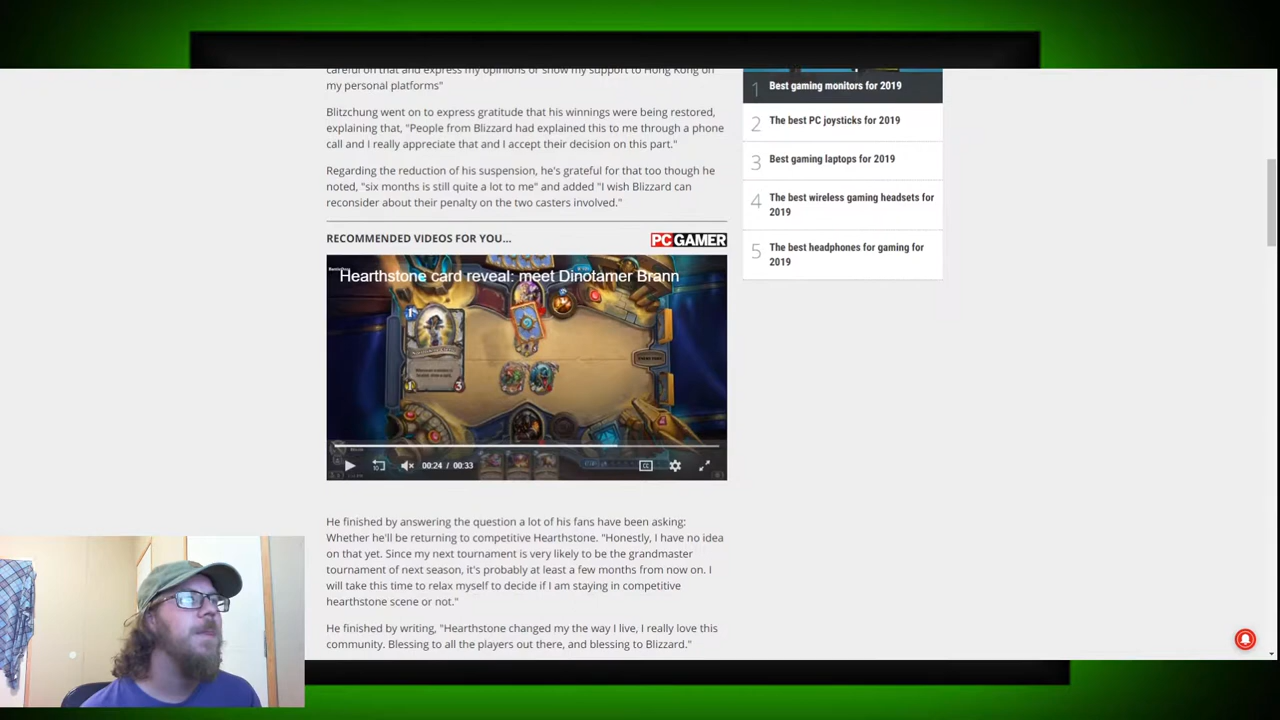 careful on that and express my opinions or show my support to Hong Kong on
my personal platforms"
Blitzchung went on to express gratitude that his winnings were being restored,
explaining that, "People from Blizzard had explained this to me through a phone
call and I really appreciate that and I accept their decision on this part."
Regarding the reduction of his suspension, he's grateful for that too though he
noted, "six months is still quite a lot to me" and added "I wish Blizzard can
reconsider about their penalty on the two casters involved."
RECOMMENDED VIDEOS FOR YOU...
PC GAMER
Hearthstone card reveal: meet Dinotamer Brann
1
1
3
10
00:24 / 00:33
CC
He finished by answering the question a lot of his fans have been asking:
Whether he'll be returning to competitive Hearthstone. "Honestly, I have no idea
on that yet. Since my next tournament is very likely to be the grandmaster
tournament of next season, it's probably at least a few months from now on. I
will take this time to relax myself to decide if I am staying in competitive
hearthstone scene or not."
He finished by writing, "Hearthstone changed my the way I live, I really love this
community. Blessing to all the players out there, and blessing to Blizzard."
1 Best gaming monitors for 2019
2 The best PC joysticks for 2019
3 Best gaming laptops for 2019
4 The best wireless gaming headsets for
2019
5 The best headphones for gaming for
2019